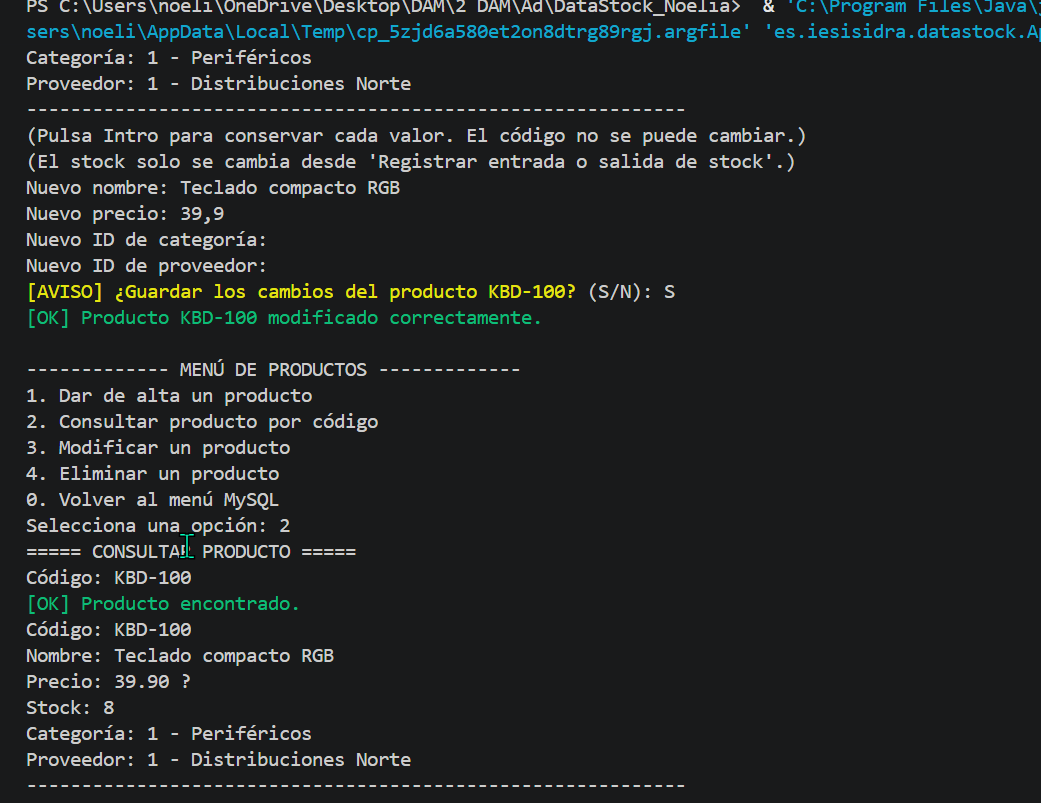 PS C:\Users\noeli\OneDrive\Desktop\DAM\2 DAM\Ad\DataStock_Noelia>  & 'C:\Program Files\Java\
sers\noeli\AppData\Local\Temp\cp_5zjd6a580et2on8dtrg89rgj.argfile' 'es.iesisidra.datastock.Ap
Categoría: 1 - Periféricos
Proveedor: 1 - Distribuciones Norte
------------------------------------------------------------
(Pulsa Intro para conservar cada valor. El código no se puede cambiar.)
(El stock solo se cambia desde 'Registrar entrada o salida de stock'.)
Nuevo nombre: Teclado compacto RGB
Nuevo precio: 39,9
Nuevo ID de categoría:
Nuevo ID de proveedor:
[AVISO] ¿Guardar los cambios del producto KBD-100? (S/N): S
[OK] Producto KBD-100 modificado correctamente.
------------- MENÚ DE PRODUCTOS -------------
1. Dar de alta un producto
2. Consultar producto por código
3. Modificar un producto
4. Eliminar un producto
0. Volver al menú MySQL
Selecciona una opción: 2
===== CONSULTAR PRODUCTO =====
Código: KBD-100
[OK] Producto encontrado.
Código: KBD-100
Nombre: Teclado compacto RGB
Precio: 39.90 ?
Stock: 8
Categoría: 1 - Periféricos
Proveedor: 1 - Distribuciones Norte
------------------------------------------------------------